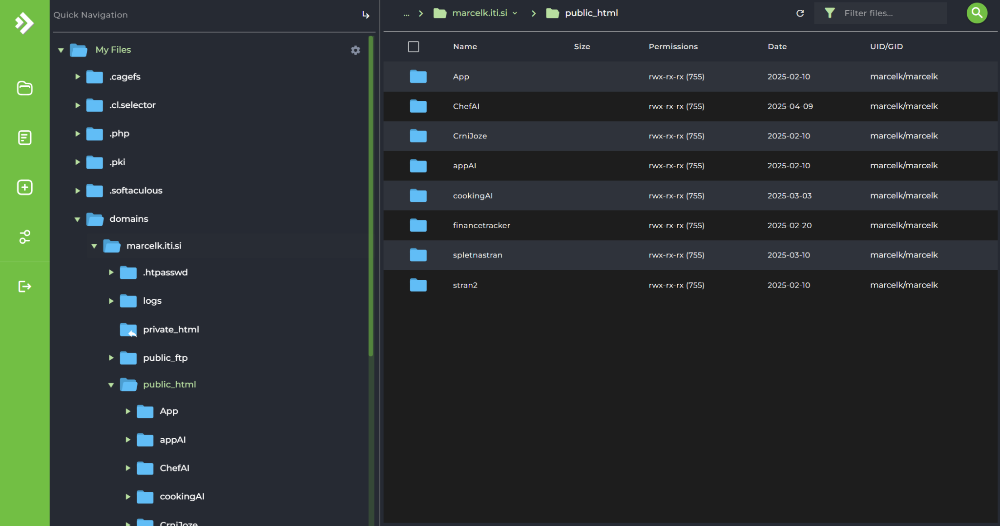 Quick Navigation
My Files
.cagefs
.cl.selector
.php
.pki
.softaculous
domains
marcelk.iti.si
.htpasswd
logs
private_html
public_ftp
public_html
App
appAI
ChefAI
cookingAI
CrniJoze
... marcelk.iti.si public_html Filter files...
Name Size Permissions Date UID/GID
App rwx-rx-rx (755) 2025-02-10 marcelk/marcelk
ChefAI rwx-rx-rx (755) 2025-04-09 marcelk/marcelk
CrniJoze rwx-rx-rx (755) 2025-02-10 marcelk/marcelk
appAI rwx-rx-rx (755) 2025-02-10 marcelk/marcelk
cookingAI rwx-rx-rx (755) 2025-03-03 marcelk/marcelk
financetracker rwx-rx-rx (755) 2025-02-20 marcelk/marcelk
spletnastran rwx-rx-rx (755) 2025-03-10 marcelk/marcelk
stran2 rwx-rx-rx (755) 2025-02-10 marcelk/marcelk